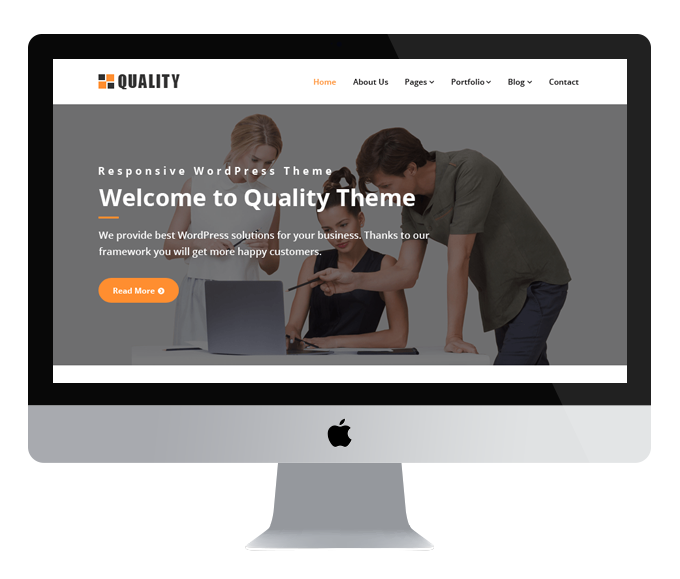 QUALITY
Home About Us Pages Portfolio Blog Contact
Responsive WordPress Theme
Welcome to Quality Theme
We provide best WordPress solutions for your business. Thanks to our
framework you will get more happy customers.
Read More